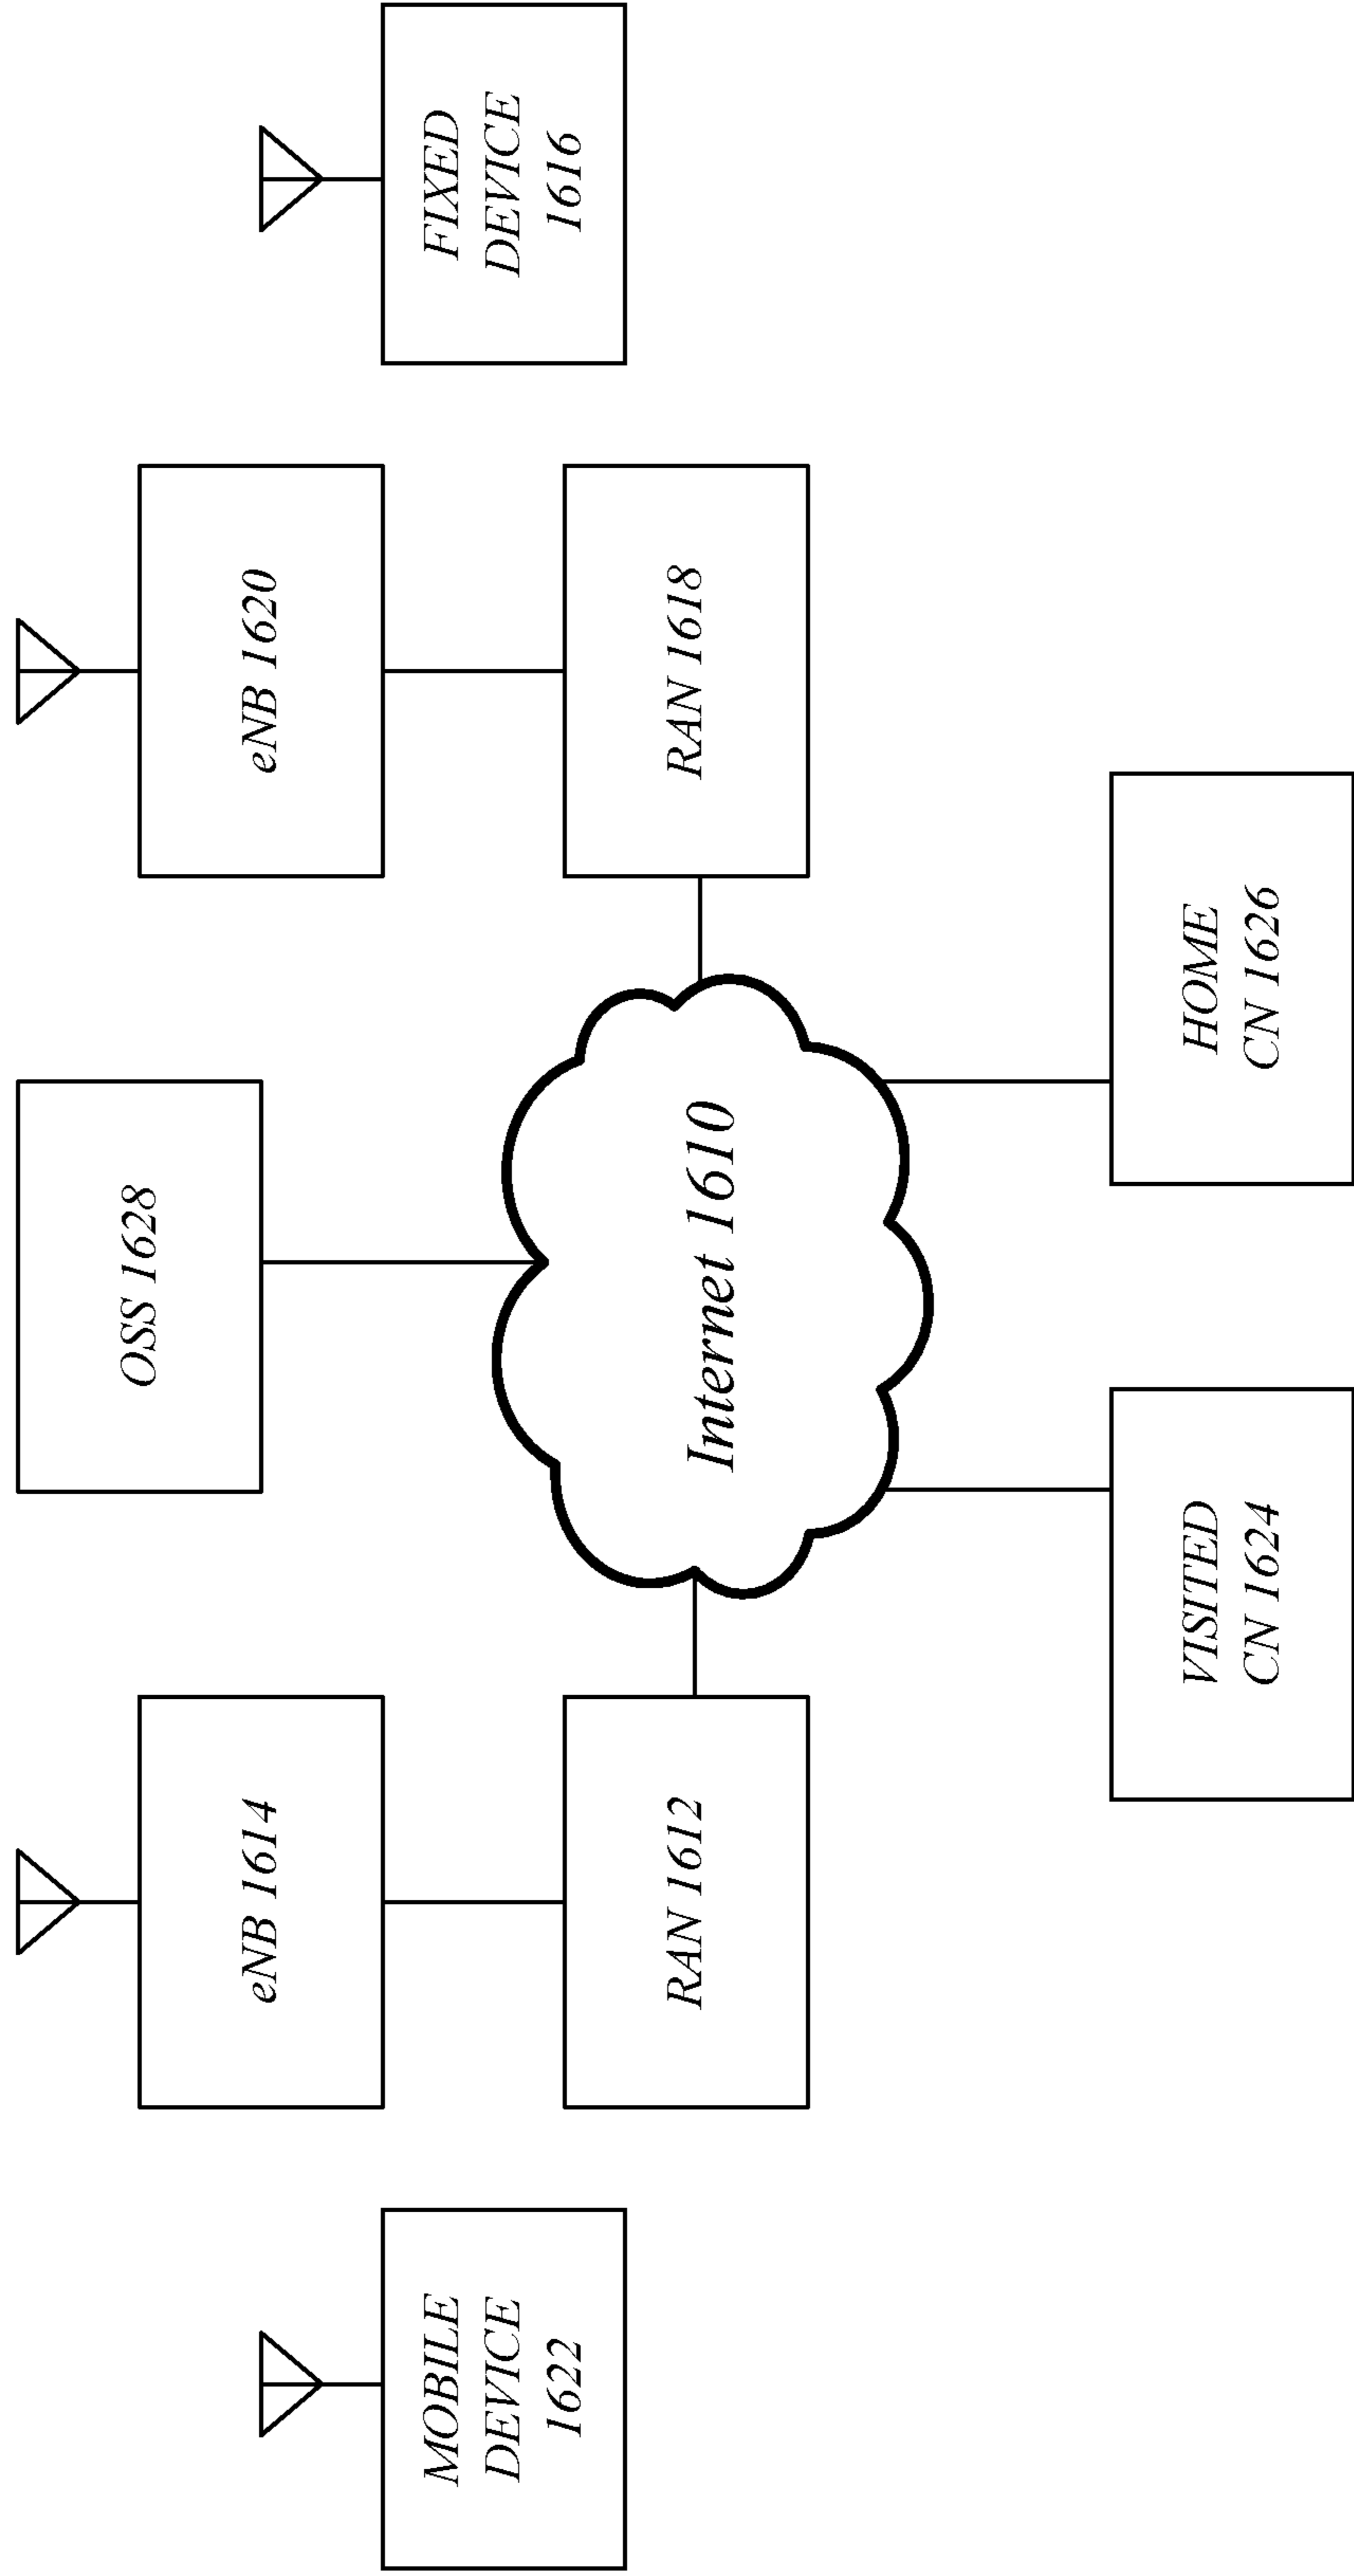 OSS 1628
eNB 1614
eNB 1620
MOBILE
DEVICE
1622
FIXED
DEVICE
1616
RAN 1612
Internet 1610
RAN 1618
VISITED
CN 1624
HOME
CN 1626